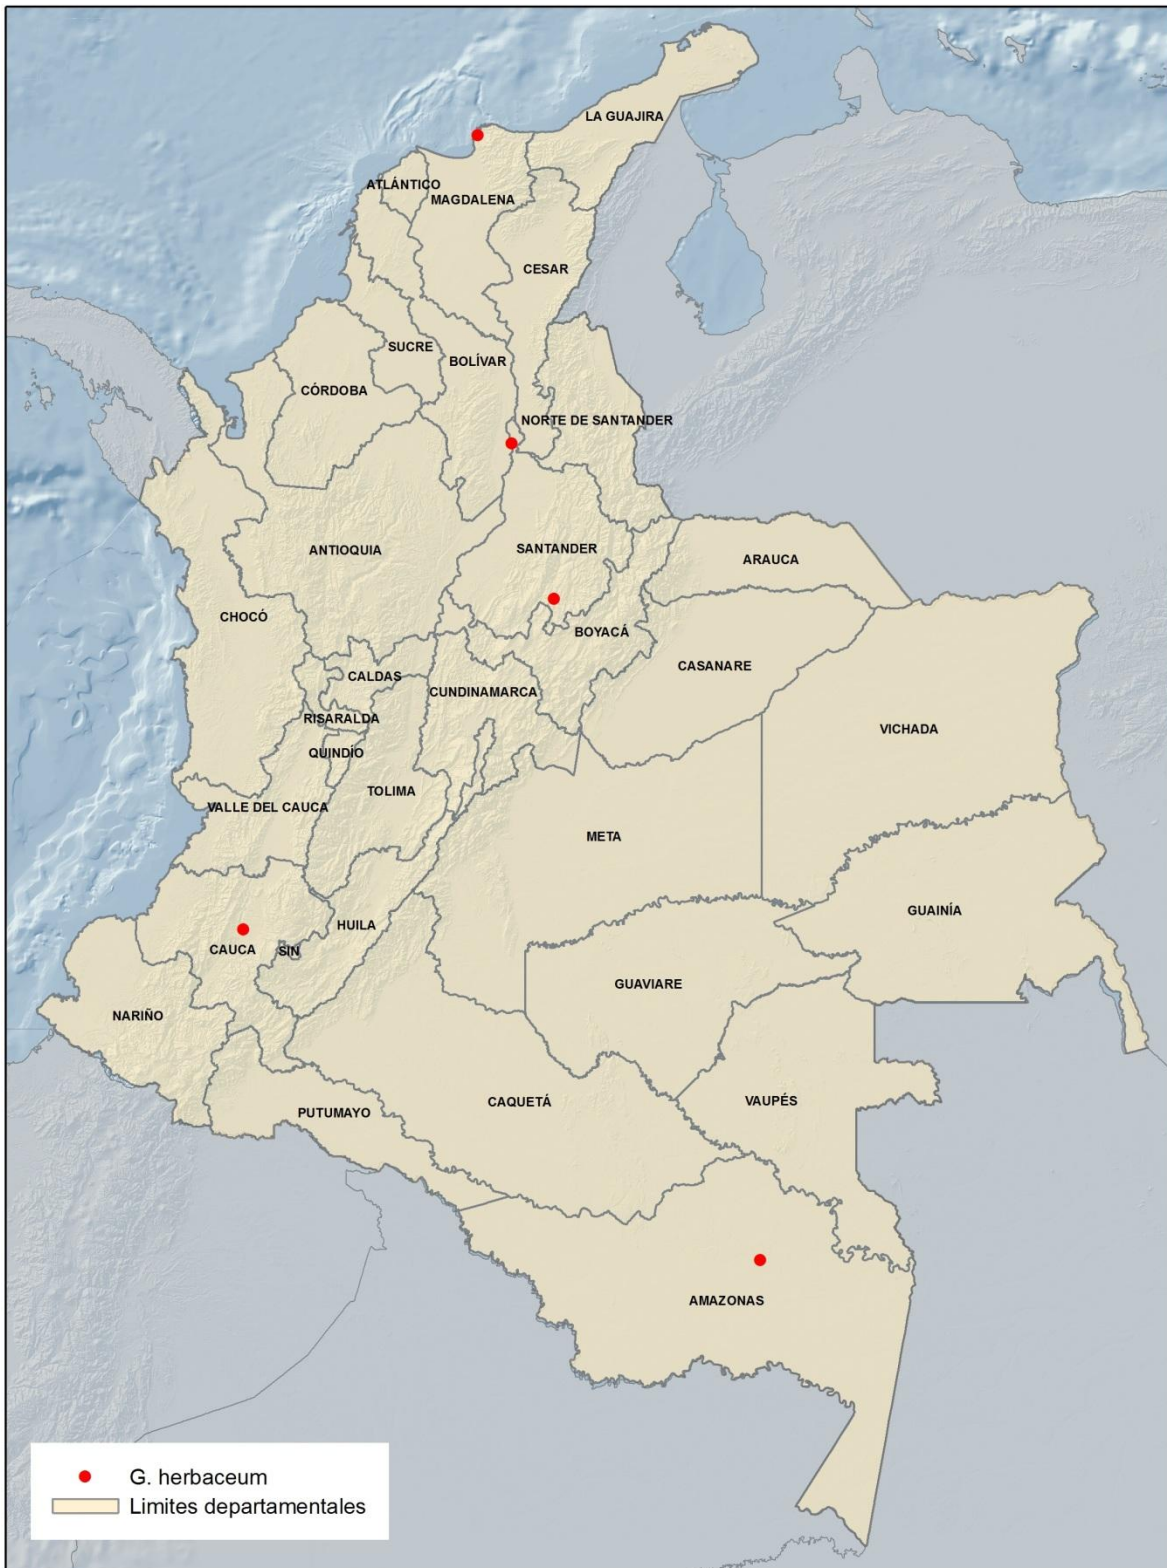 LA GUAJIRA
ATLÁNTICO
MAGDALENA
CESAR
SUCRE
BOLÍVAR
CÓRDOBA
NORTE DE SANTANDER
ANTIOQUIA
SANTANDER
ARAUCA
CHOCÓ
BOYACÁ
CASANARE
CALDAS
CUNDINAMARCA
RISARALDA
VICHADA
QUINDÍO
TOLIMA
VALLE DEL CAUCA
META
GUAINÍA
HUILA
CAUCA
SIN
GUAVIARE
NARIÑO
VAUPÉS
CAQUETÁ
PUTUMAYO
AMAZONAS
G. herbaceum
Limites departamentales